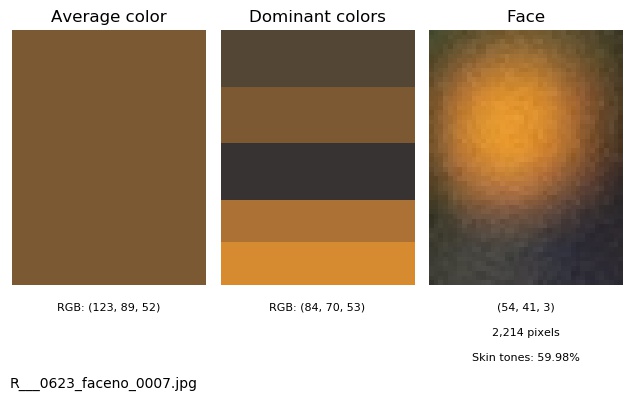 Average color
Dominant colors
Face
RGB: (123, 89, 52)
RGB: (84, 70, 53)
(54, 41, 3)
2,214 pixels
Skin tones: 59.98%
R___0623_faceno_0007.jpg